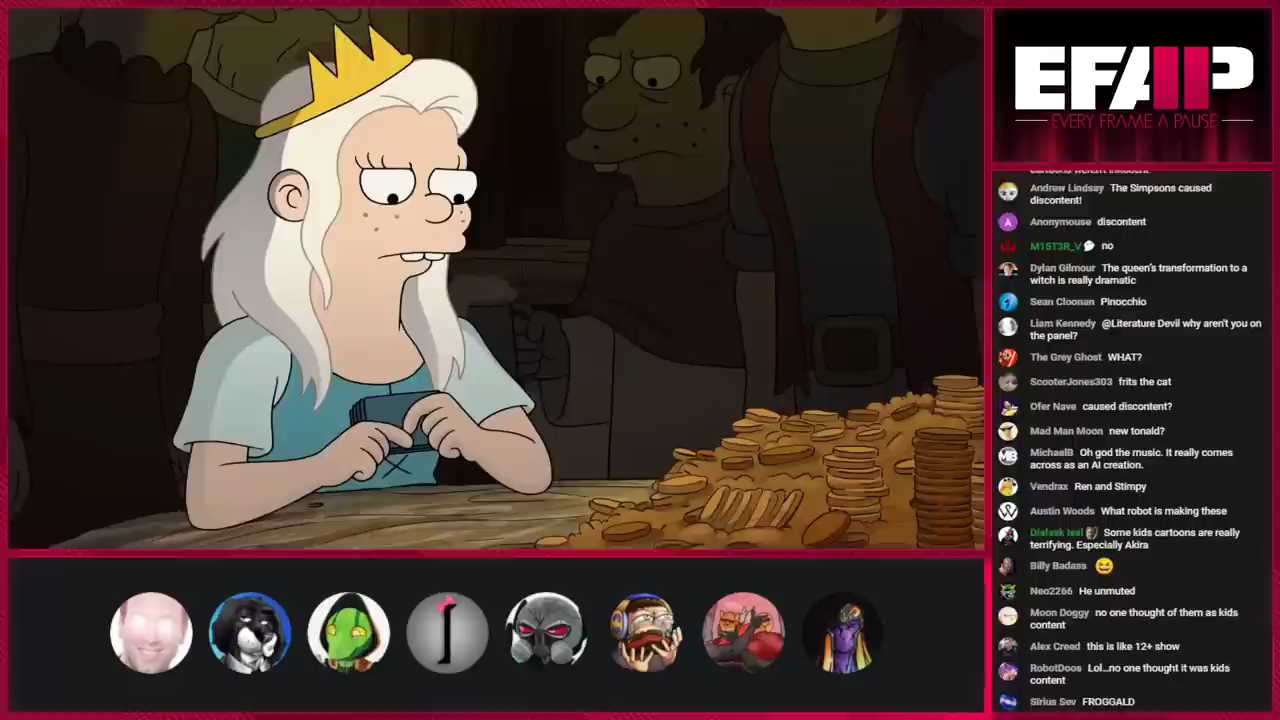 EFAP
EVERY FRAME A PAUSE
Andrew Lindsay The Simpsons caused
discontent!
A Anonymouse discontent
M15T3R_V no
Dylan Gilmour The queen's transformation to a
witch is really dramatic
Sean Cloonan Pinocchio
Liam Kennedy @Literature Devil why aren't you on
the panel?
The Grey Ghost WHAT?
ScooterJones303 frits the cat
Ofer Nave caused discontent?
Mad Man Moon new tonald?
MichaelB Oh god the music. It really comes
across as an AI creation.
Vendrax Ren and Stimpy
Austin Woods What robot is making these
Some kids cartoons are really
terrifying. Especially Akira
Billy Badass
Neo2266 He unmuted
Moon Doggy no one thought of them as kids
content
Alex Creed this is like 12+ show
RobotDoos Lol...no one thought it was kids
content
Sirius Sev FROGGALD